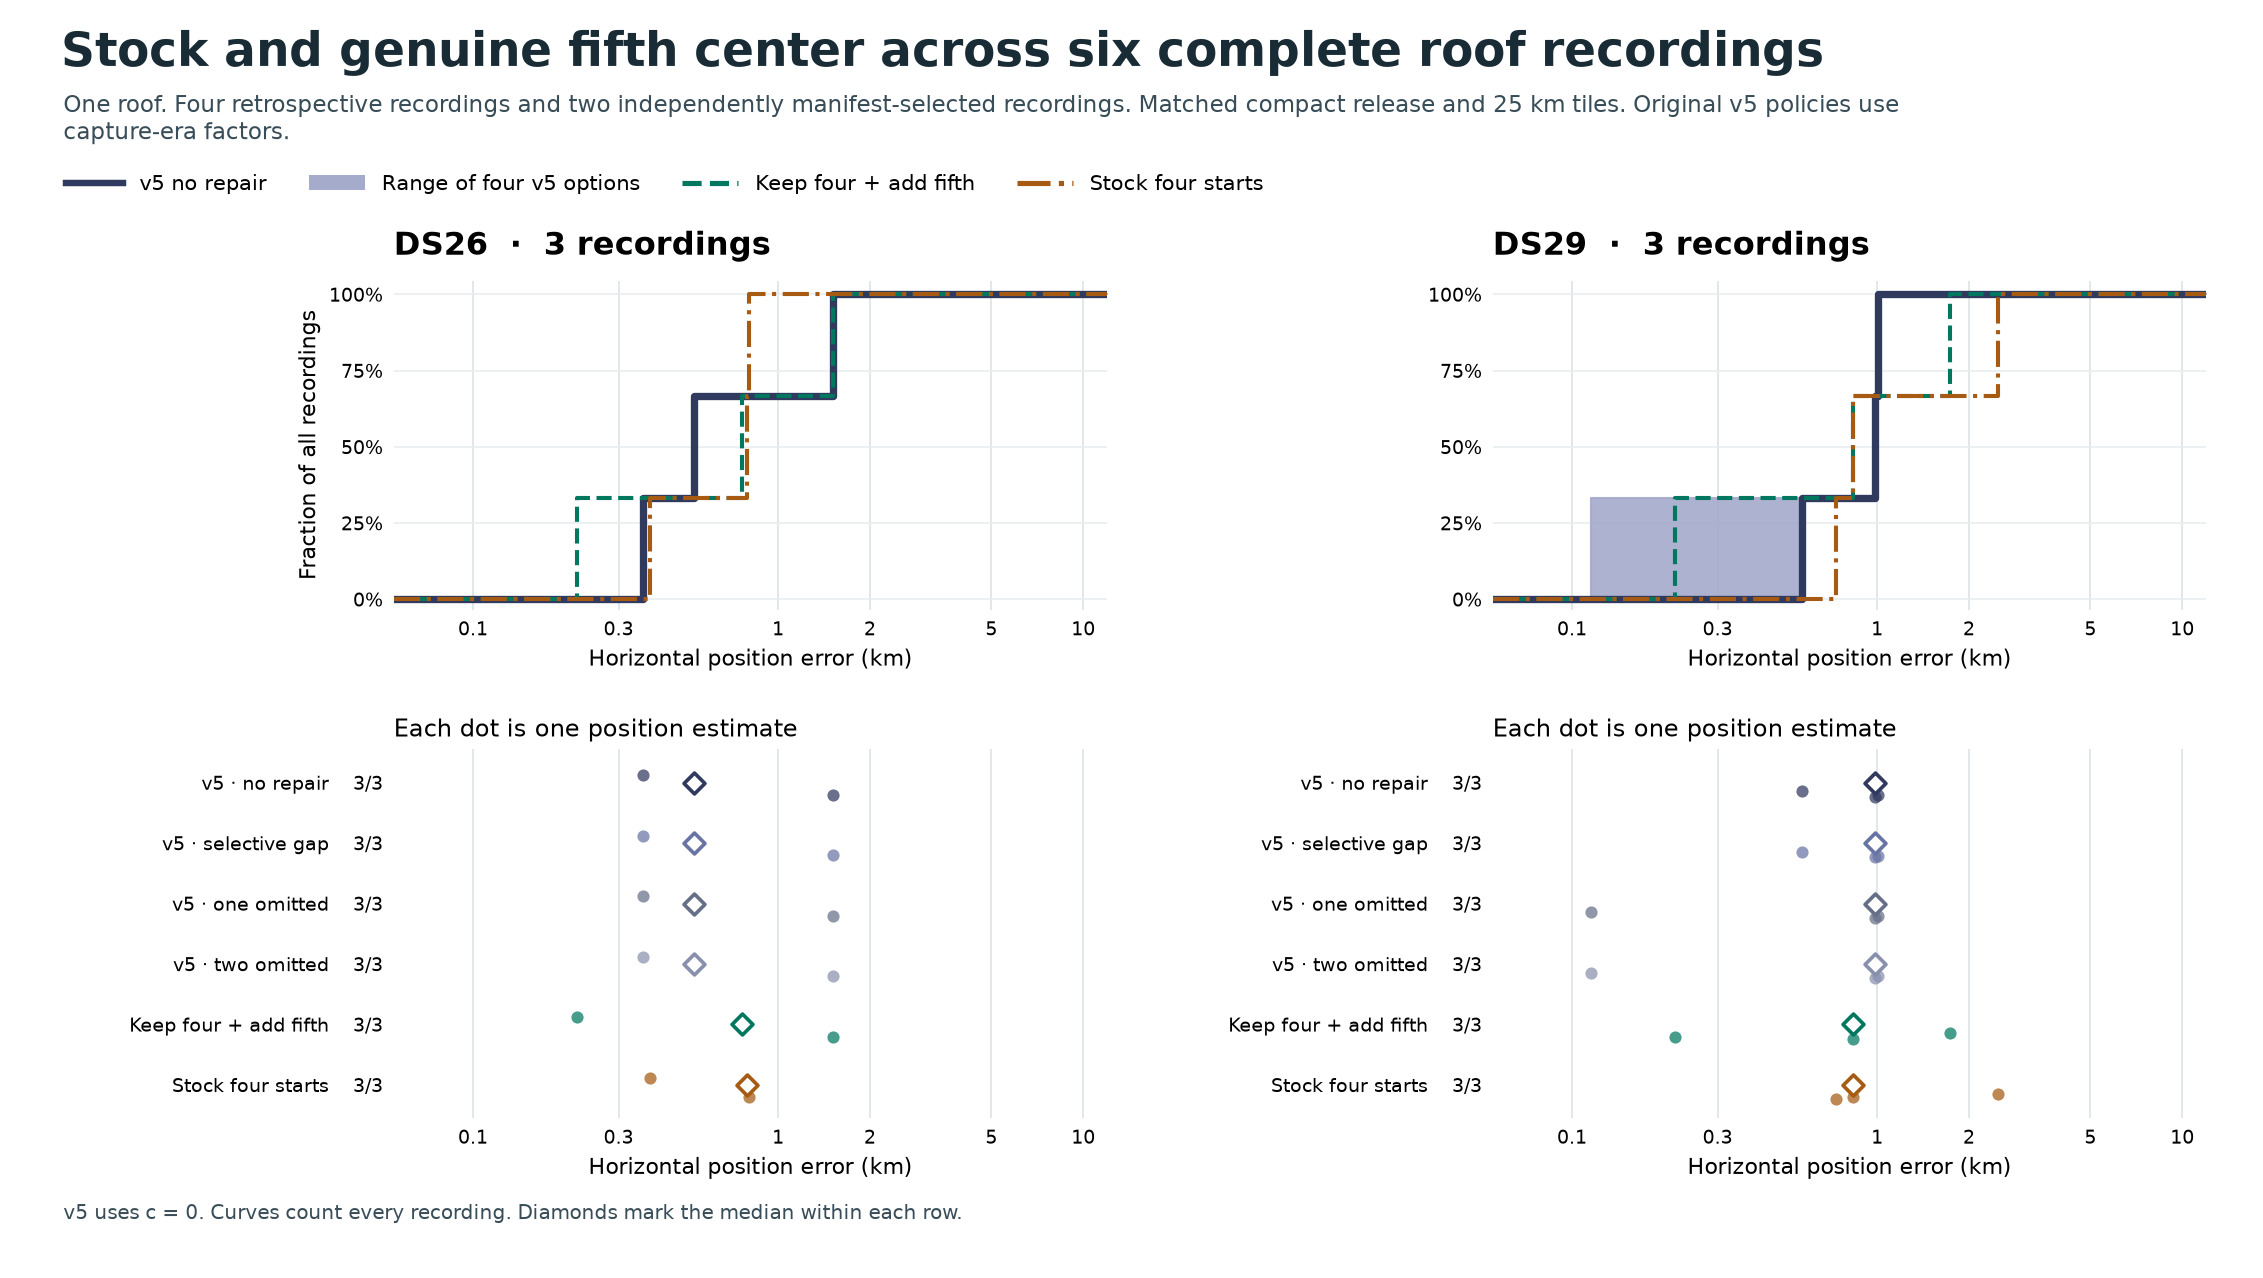 Stock and genuine fifth center across six complete roof recordings
One roof. Four retrospective recordings and two independently manifest-selected recordings. Matched compact release and 25 km tiles. Original v5 policies use
capture-era factors.
v5 no repair
Range of four v5 options
Keep four + add fifth
Stock four starts
DS26 · 3 recordings
Fraction of all recordings
100%
75%
50%
25%
0%
0.1 0.3 1 2 5 10
Horizontal position error (km)
DS29 · 3 recordings
100%
75%
50%
25%
0%
0.1 0.3 1 2 5 10
Horizontal position error (km)
Each dot is one position estimate
v5 · no repair 3/3
v5 · selective gap 3/3
v5 · one omitted 3/3
v5 · two omitted 3/3
Keep four + add fifth 3/3
Stock four starts 3/3
0.1 0.3 1 2 5 10
Horizontal position error (km)
Each dot is one position estimate
v5 · no repair 3/3
v5 · selective gap 3/3
v5 · one omitted 3/3
v5 · two omitted 3/3
Keep four + add fifth 3/3
Stock four starts 3/3
0.1 0.3 1 2 5 10
Horizontal position error (km)
v5 uses c = 0. Curves count every recording. Diamonds mark the median within each row.